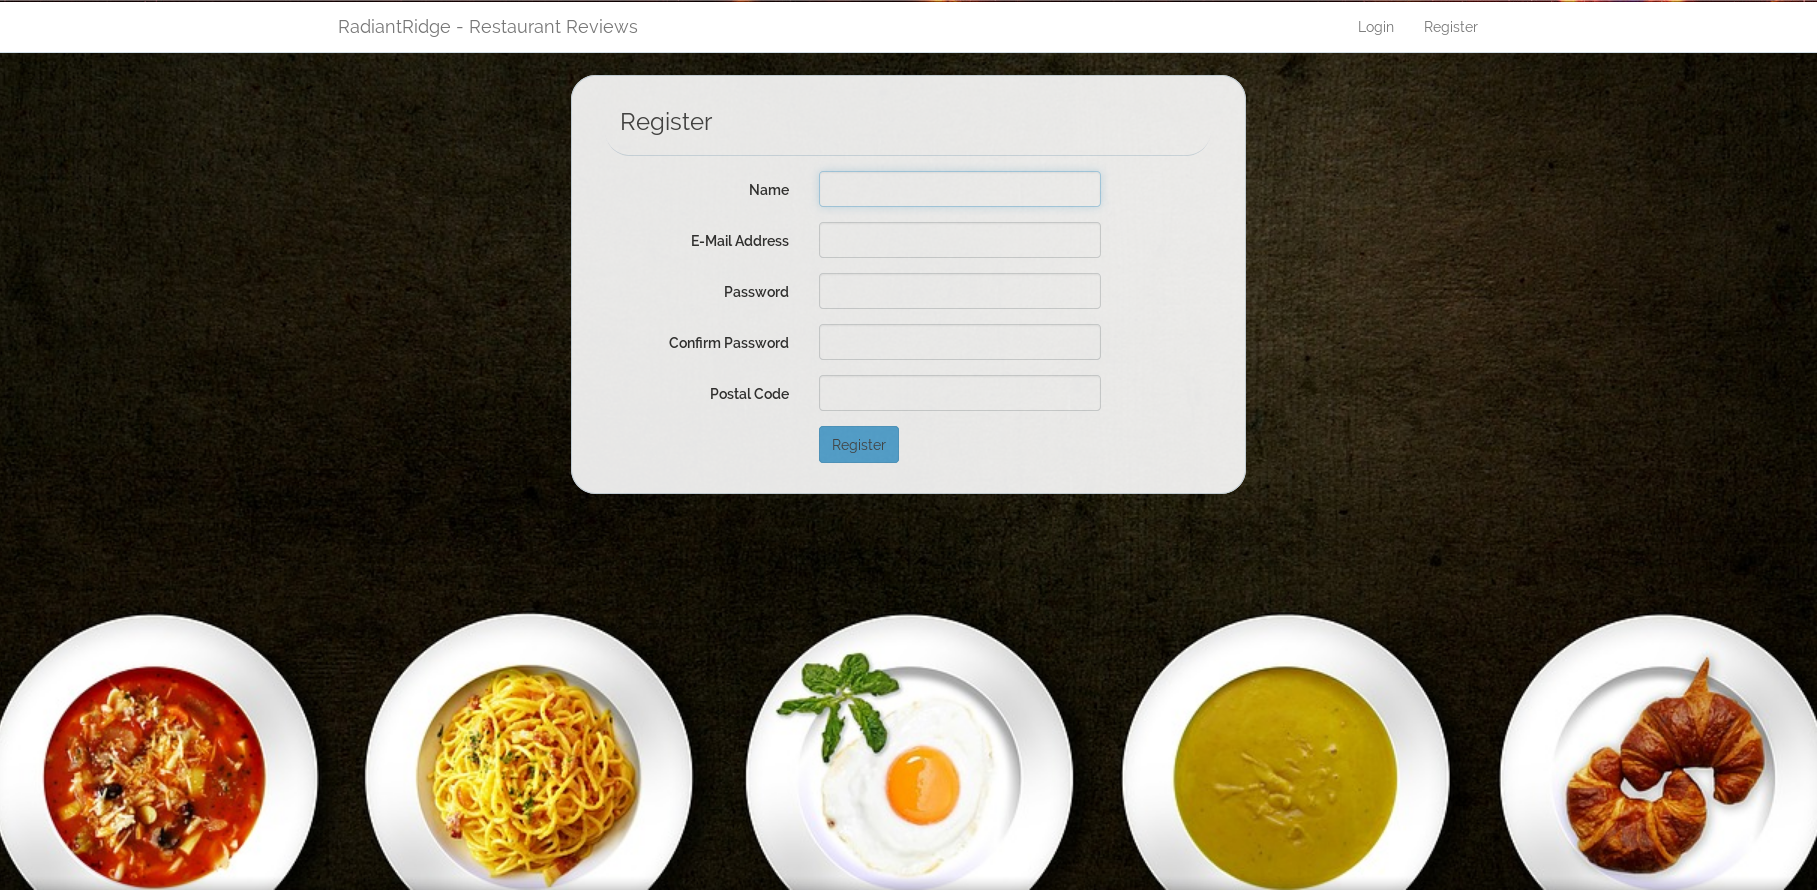 RadiantRidge - Restaurant Reviews
Login
Register
Register
Name
E-Mail Address
Password
Confirm Password
Postal Code
Register